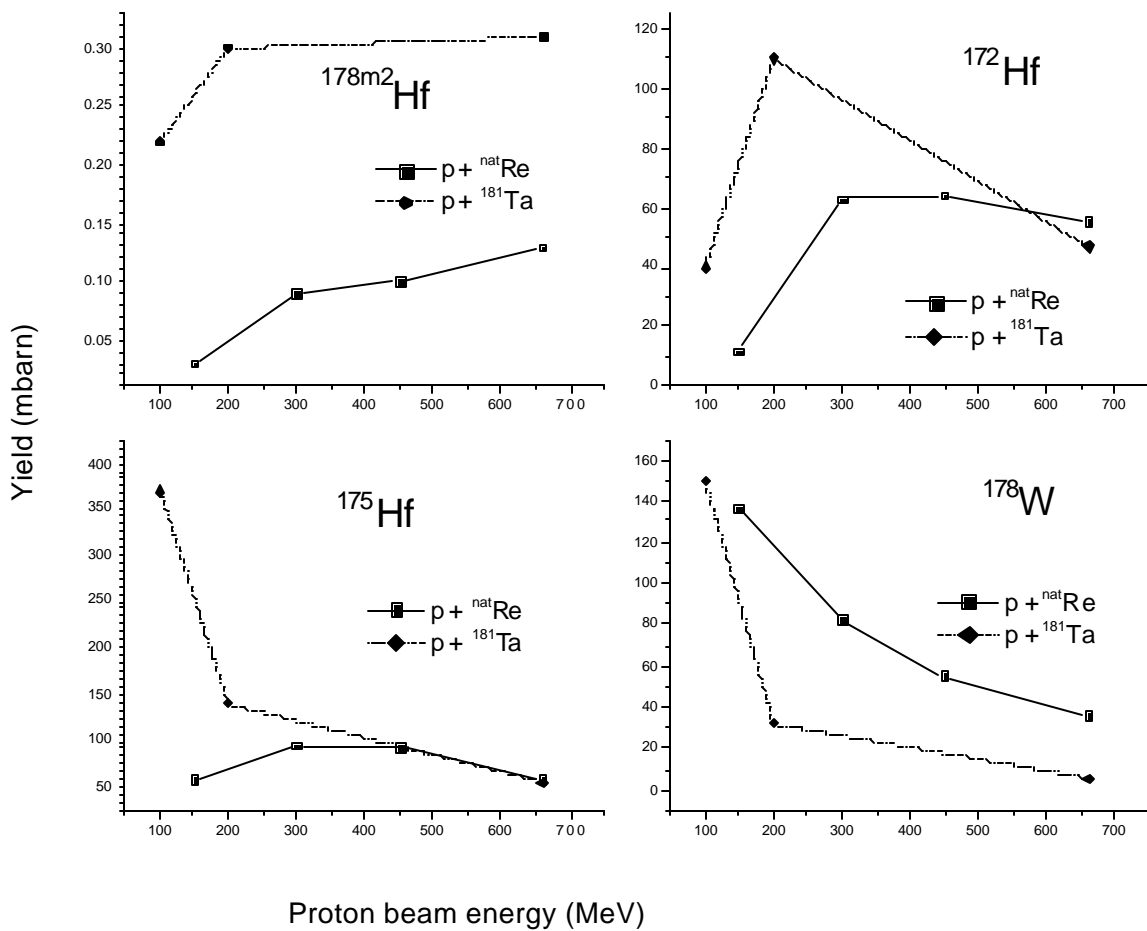 Yield (mbarn)
0.30
0.25
0.20
0.15
0.10
0.05
178m2Hf
p + natRe
p + 181Ta
100 200 300 400 500 600 700
120
100
80
60
40
20
0
172Hf
p + natRe
p + 181Ta
100 200 300 400 500 600 700
400
350
300
250
200
150
100
50
175Hf
p + natRe
p + 181Ta
100 200 300 400 500 600 700
160
140
120
100
80
60
40
20
0
178W
p + natRe
p + 181Ta
100 200 300 400 500 600 700
Proton beam energy (MeV)